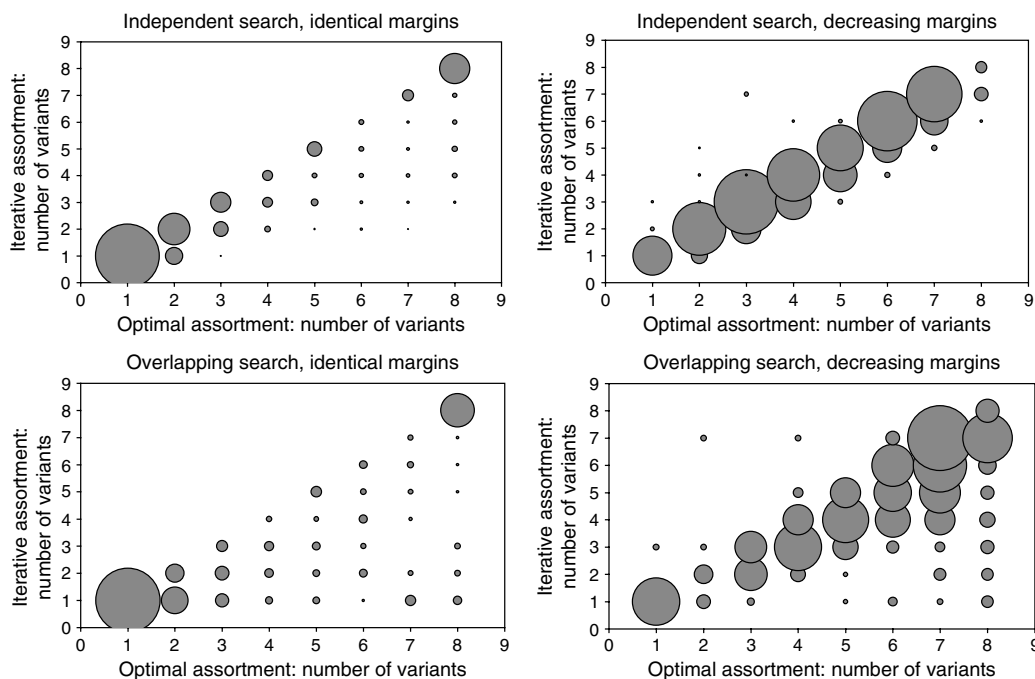 Independent search, identical margins
9
8
7
6
5
4
3
2
1
0
Iterative assortment:
number of variants
0 1 2 3 4 5 6 7 8 9
Optimal assortment: number of variants
Independent search, decreasing margins
9
8
7
6
5
4
3
2
1
0
Iterative assortment:
number of variants
0 1 2 3 4 5 6 7 8 9
Optimal assortment: number of variants
Overlapping search, identical margins
9
8
7
6
5
4
3
2
1
0
Iterative assortment:
number of variants
0 1 2 3 4 5 6 7 8 9
Optimal assortment: number of variants
Overlapping search, decreasing margins
9
8
7
6
5
4
3
2
1
0
Iterative assortment:
number of variants
0 1 2 3 4 5 6 7 8 9
Optimal assortment: number of variants